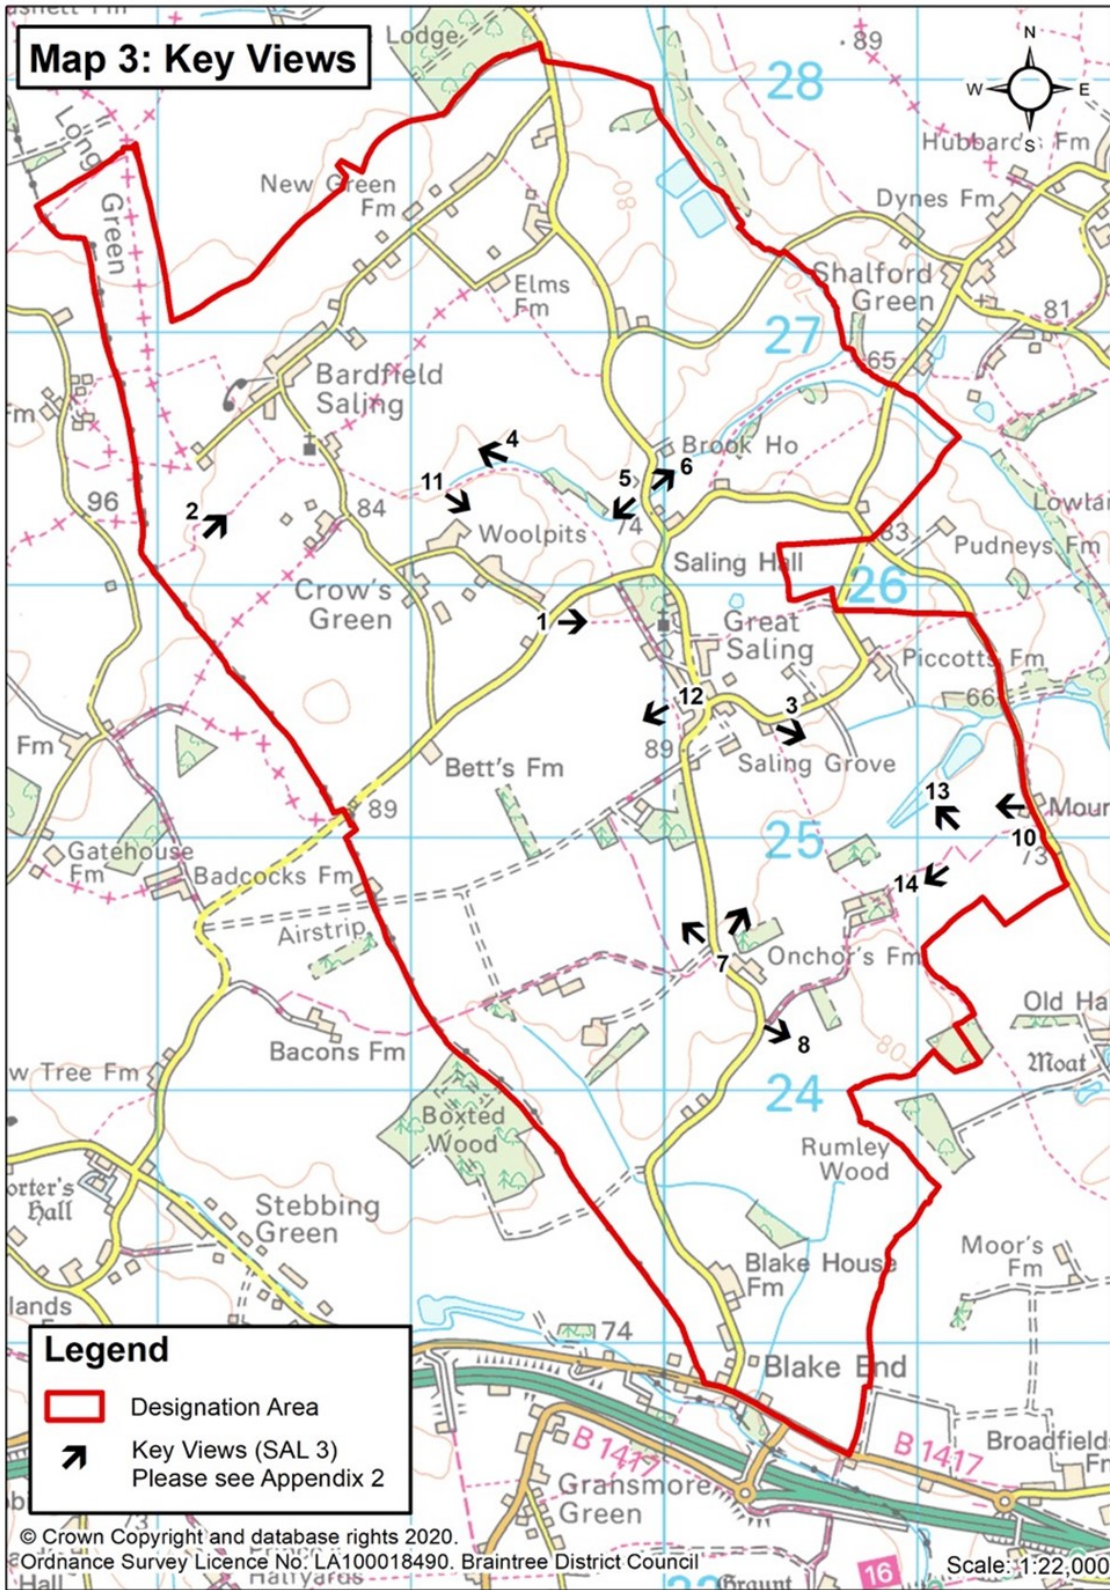 Map 3: Key Views
Lodge
89
28
N
W
E
S
Long
Green
Hubbard's Fm
New Green
Fm
80
Dynes Fm
Elms
Fm
Shalford
Green
81
27
65
Bardfield
Saling
Fm
Brook Ho
4
11
5
6
96
2
84
74
Woolpits
83
Pudneys Fm
Saling Hall
26
Crow's
Green
1
Great
Saling
Piccotts Fm
66
12
3
Fm
89
Bett's Fm
Saling Grove
13
89
10
73
25
Gatehouse
Fm
Badcocks Fm
14
Airstrip
7
Onchor's Fm
Bacons Fm
8
80
Old Ha
Moat
w Tree Fm
24
Boxted
Wood
Rumley
Wood
orter's
Hall
Stebbing
Green
Blake House
Fm
Moor's
Fm
lands
74
Blake End
Legend
Designation Area
Key Views (SAL 3)
Please see Appendix 2
B 1417
B 1417
Broadfield
Gransmore
Green
© Crown Copyright and database rights 2020.
Ordnance Survey Licence No. LA100018490. Braintree District Council
Scale: 1:22,000
Hall
16